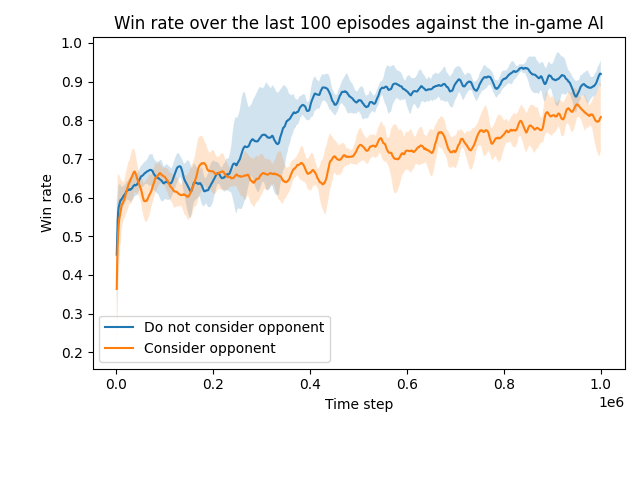 Win rate over the last 100 episodes against the in-game AI
1.0
0.9
0.8
0.7
0.6
0.5
0.4
0.3
0.2
Win rate
Do not consider opponent
Consider opponent
0.0 0.2 0.4 0.6 0.8 1.0
1e6
Time step